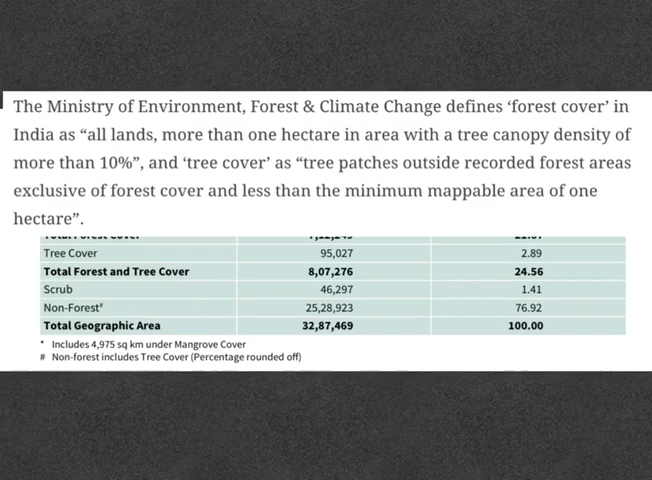 The Ministry of Environment, Forest & Climate Change defines ‘forest cover’ in
India as “all lands, more than one hectare in area with a tree canopy density of
more than 10%”, and ‘tree cover’ as “tree patches outside recorded forest areas
exclusive of forest cover and less than the minimum mappable area of one
hectare”.
Total Forest Cover
Tree Cover 95,027 2.89
Total Forest and Tree Cover 8,07,276 24.56
Scrub 46,297 1.41
Non-Forest# 25,28,923 76.92
Total Geographic Area 32,87,469 100.00
* Includes 4,975 sq km under Mangrove Cover
# Non-forest includes Tree Cover (Percentage rounded off)